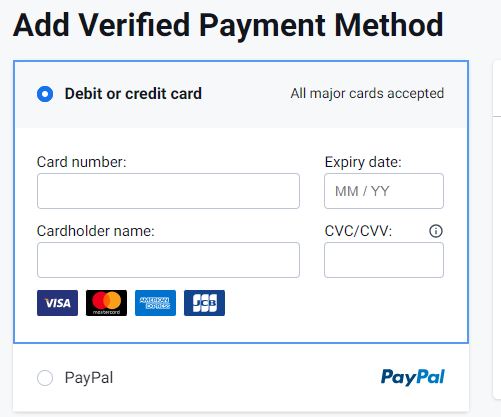 Add Verified Payment Method
Debit or credit card All major cards accepted
Card number: Expiry date:
MM / YY
Cardholder name: CVC/CVV:
VISA mastercard AMERICAN EXPRESS JCB
PayPal PayPal